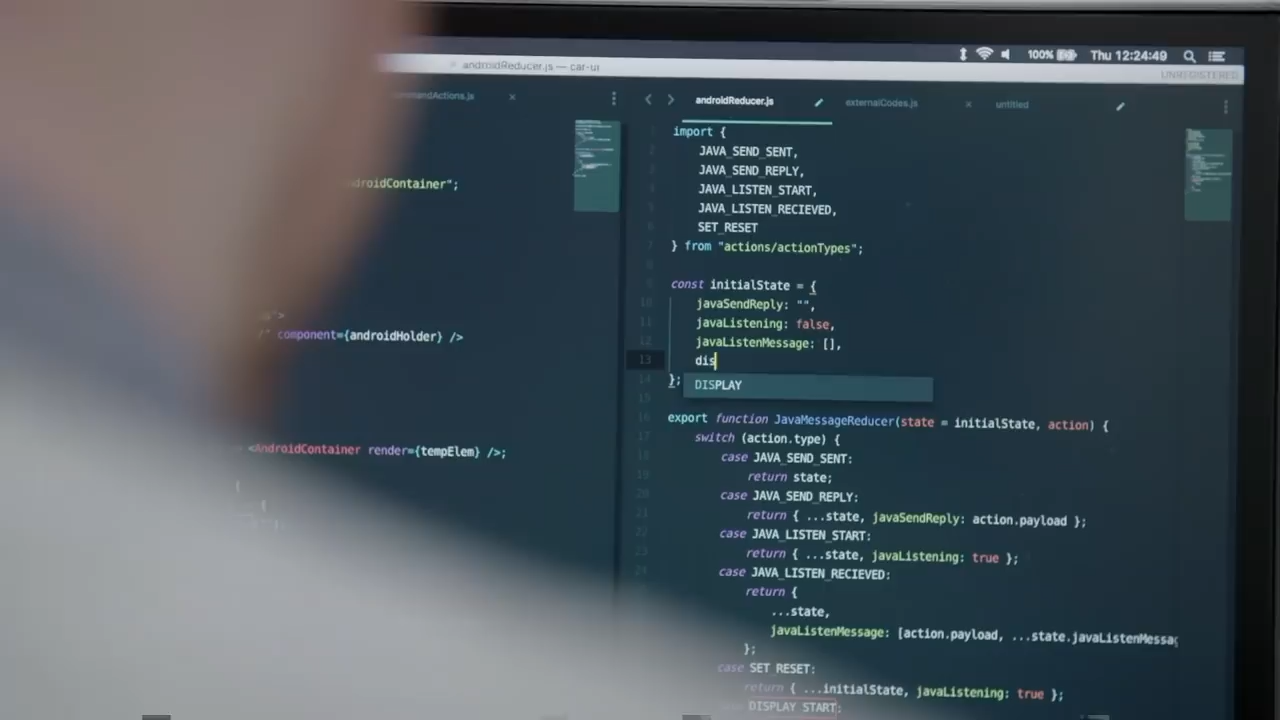 100% Thu 12:24:49
androidReducer.js — car-ui
UNREGISTERED
mmandActions.js
androidReducer.js externalCodes.js untitled
ndroidContainer";
component={androidHolder} />
<AndroidContainer render={tempElem} />;
import {
JAVA_SEND_SENT,
JAVA_SEND_REPLY,
JAVA_LISTEN_START,
JAVA_LISTEN_RECIEVED,
SET_RESET
} from "actions/actionTypes";
const initialState = {
javaSendReply: "",
javaListening: false,
javaListenMessage: [],
13 dis
};
DISPLAY
export function JavaMessageReducer(state = initialState, action) {
switch (action.type) {
case JAVA_SEND_SENT:
return state;
case JAVA_SEND_REPLY:
return { ...state, javaSendReply: action.payload };
case JAVA_LISTEN_START:
return { ...state, javaListening: true };
case JAVA_LISTEN_RECIEVED:
return {
...state,
javaListenMessage: [action.payload, ...state.javaListenMessag
};
case SET_RESET:
return { ...initialState, javaListening: true };
DISPLAY_START: